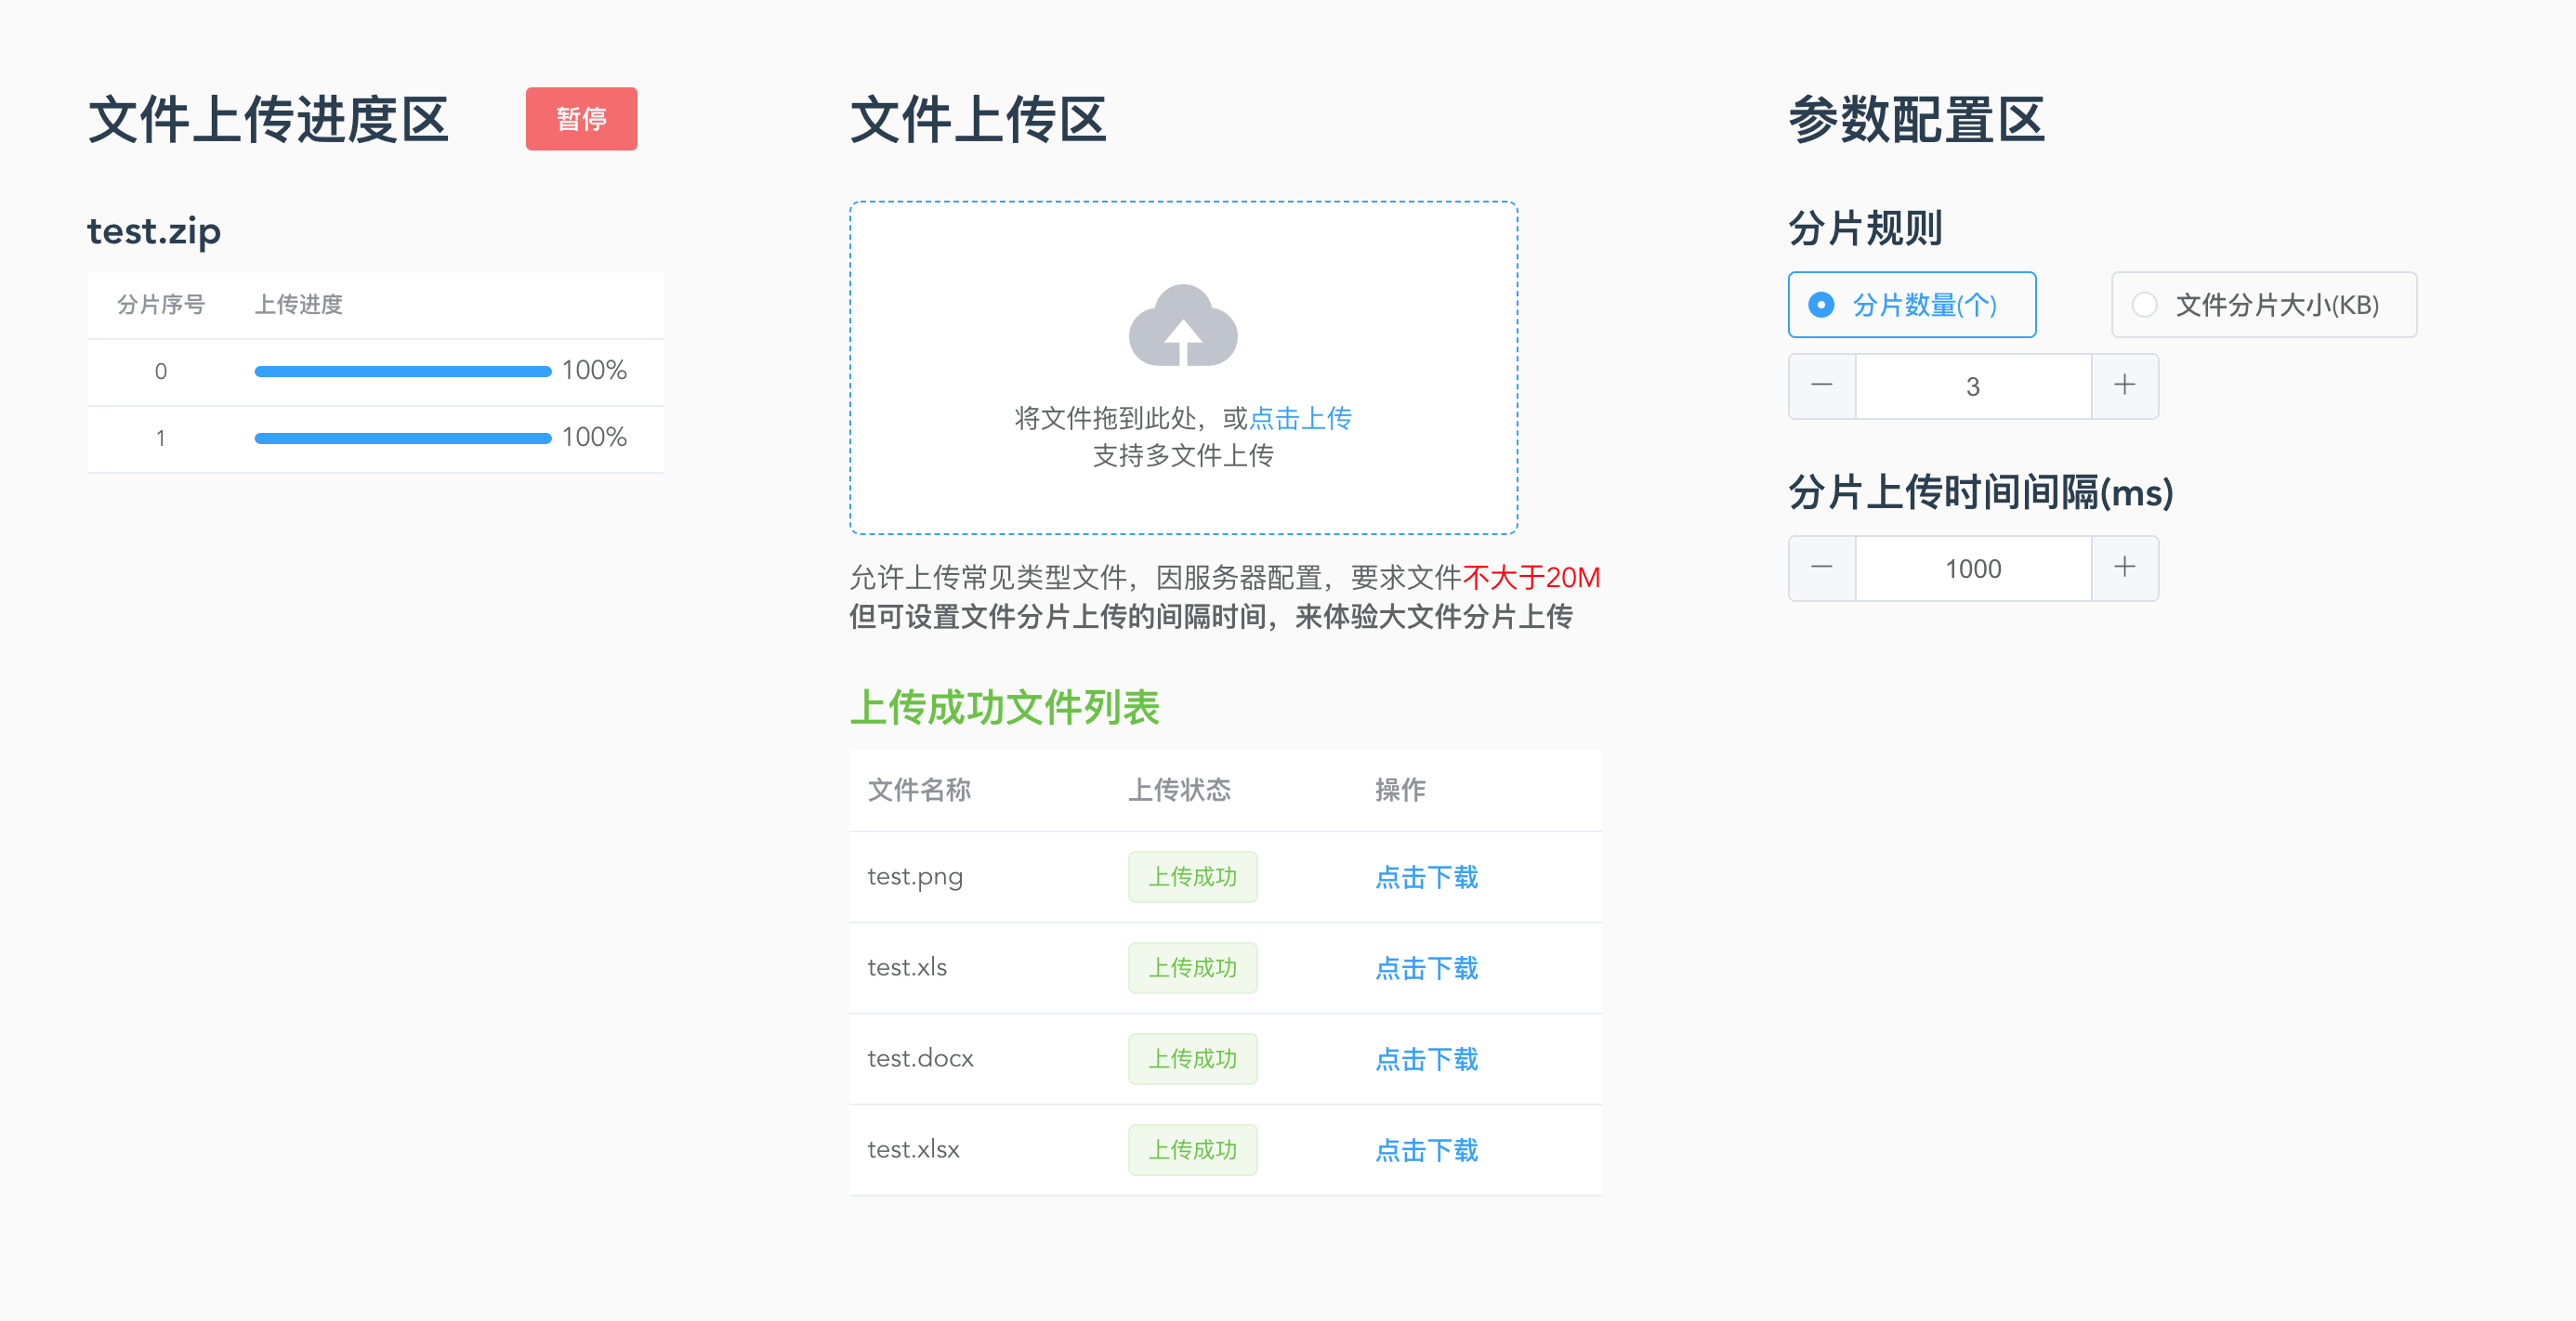 文件上传进度区
暂停
test.zip
分片序号 上传进度
0 100%
1 100%
文件上传区
将文件拖到此处，或点击上传
支持多文件上传
允许上传常见类型文件，因服务器配置，要求文件不大于20M
但可设置文件分片上传的间隔时间，来体验大文件分片上传
上传成功文件列表
文件名称 上传状态 操作
test.png 上传成功 点击下载
test.xls 上传成功 点击下载
test.docx 上传成功 点击下载
test.xlsx 上传成功 点击下载
参数配置区
分片规则
分片数量(个) 文件分片大小(KB)
3
分片上传时间间隔(ms)
1000